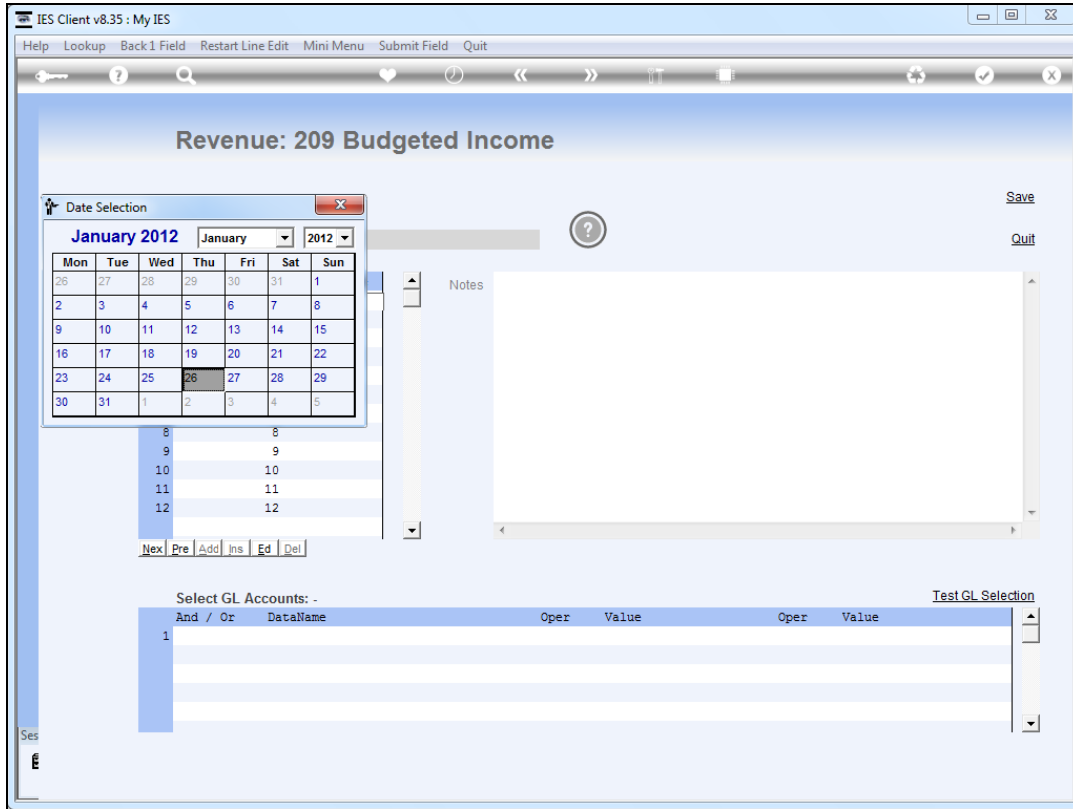 IES Client v8.35 : My IES
Help Lookup Back 1 Field Restart Line Edit Mini Menu Submit Field Quit
Revenue: 209 Budgeted Income
Save
Date Selection
January 2012 January 2012
Quit
Mon Tue Wed Thu Fri Sat Sun
26 27 28 29 30 31 1
Notes
2 3 4 5 6 7 8
9 10 11 12 13 14 15
16 17 18 19 20 21 22
23 24 25 26 27 28 29
30 31 1 2 3 4 5
8 8
9 9
10 10
11 11
12 12
Nex Pre Add Ins Ed Del
Select GL Accounts: -
Test GL Selection
And / Or DataName Oper Value Oper Value
1
Ses